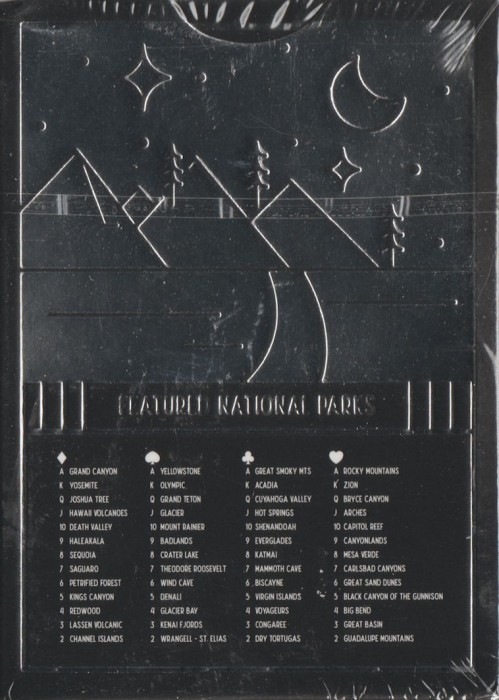 FEATURED NATIONAL PARKS
♦ ♠ ♣ ♥
A GRAND CANYON A YELLOWSTONE A GREAT SMOKY MTS A ROCKY MOUNTAINS
K YOSEMITE K OLYMPIC K ACADIA K ZION
Q JOSHUA TREE Q GRAND TETON Q CUYAHOGA VALLEY Q BRYCE CANYON
J HAWAII VOLCANOES J GLACIER J HOT SPRINGS J ARCHES
10 DEATH VALLEY 10 MOUNT RAINIER 10 SHENANDOAH 10 CAPITOL REEF
9 HALEAKALA 9 BADLANDS 9 EVERGLADES 9 CANYONLANDS
8 SEQUOIA 8 CRATER LAKE 8 KATMAI 8 MESA VERDE
7 SAGUARO 7 THEODORE ROOSEVELT 7 MAMMOTH CAVE 7 CARLSBAD CANYONS
6 PETRIFIED FOREST 6 WIND CAVE 6 BISCAYNE 6 GREAT SAND DUNES
5 KINGS CANYON 5 DENALI 5 VIRGIN ISLANDS 5 BLACK CANYON OF THE GUNNISON
4 REDWOOD 4 GLACIER BAY 4 VOYAGEURS 4 BIG BEND
3 LASSEN VOLCANIC 3 KENAI FJORDS 3 CONGAREE 3 GREAT BASIN
2 CHANNEL ISLANDS 2 WRANGELL - ST. ELIAS 2 DRY TORTUGAS 2 GUADALUPE MOUNTAINS